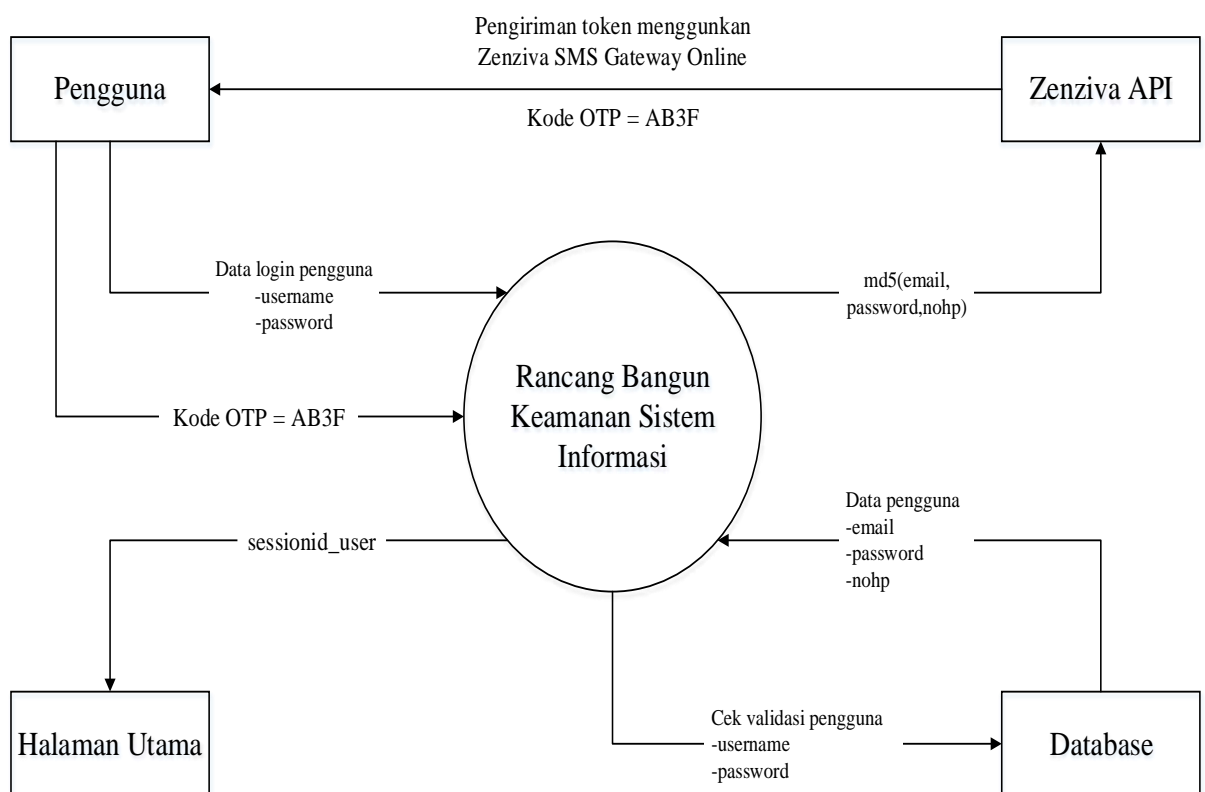 Pengiriman token menggunkan
Zenziva SMS Gateway Online
Pengguna
Zenziva API
Kode OTP = AB3F
Data login pengguna
-username
-password
md5(email,
password,nohp)
Rancang Bangun
Keamanan Sistem
Informasi
Kode OTP = AB3F
Data pengguna
-email
-password
-nohp
sessionid_user
Halaman Utama
Cek validasi pengguna
-username
-password
Database